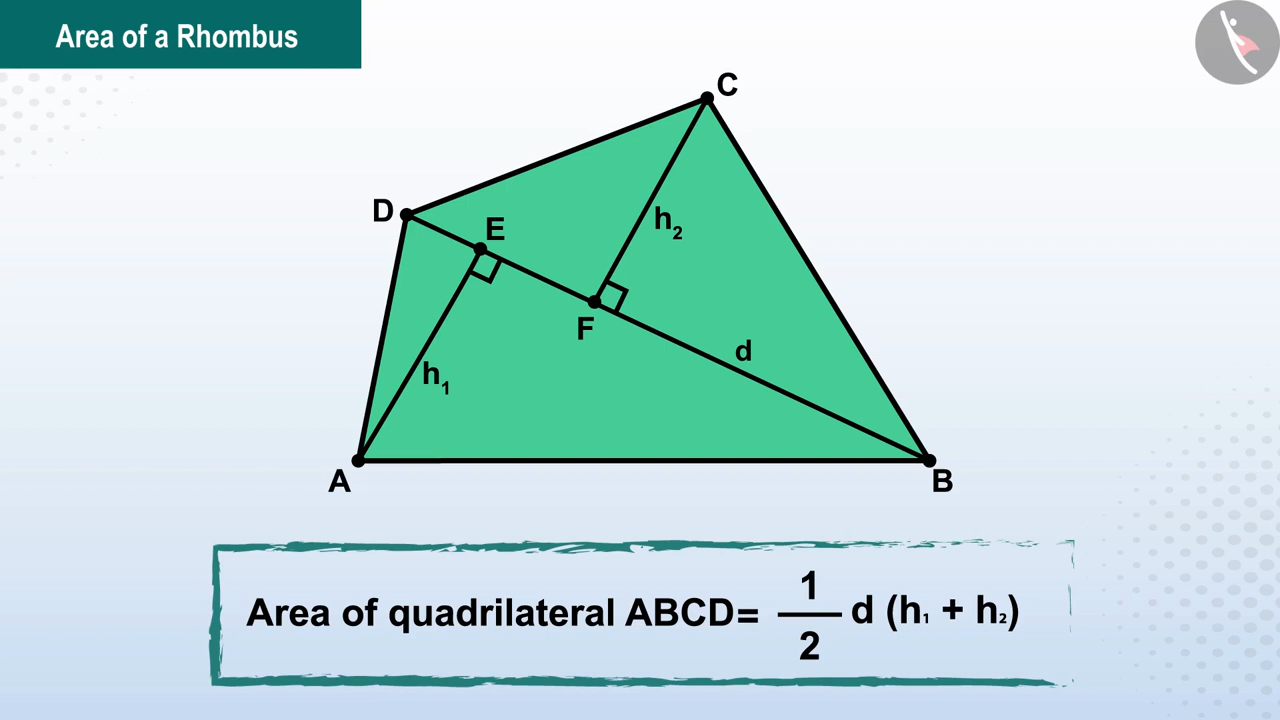 Area of a Rhombus
C
D
E
h₂
F
d
h₁
A
B
Area of quadrilateral ABCD= 1/2 d (h₁ + h₂)